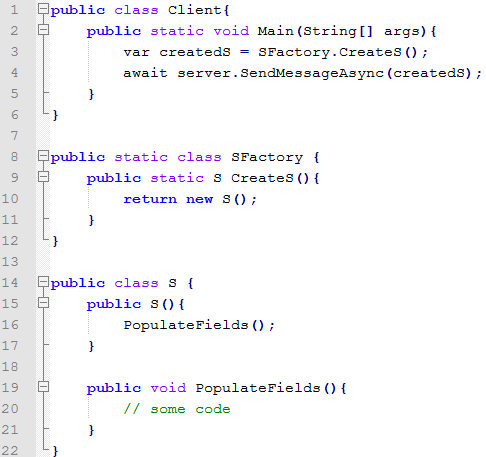 1 public class Client{
2 public static void Main(String[] args){
3 var createdS = SFactory.CreateS();
4 await server.SendMessageAsync(createdS);
5 }
6 }
7
8 public static class SFactory {
9 public static S CreateS(){
10 return new S();
11 }
12 }
13
14 public class S {
15 public S(){
16 PopulateFields();
17 }
18
19 public void PopulateFields(){
20 // some code
21 }
22 }